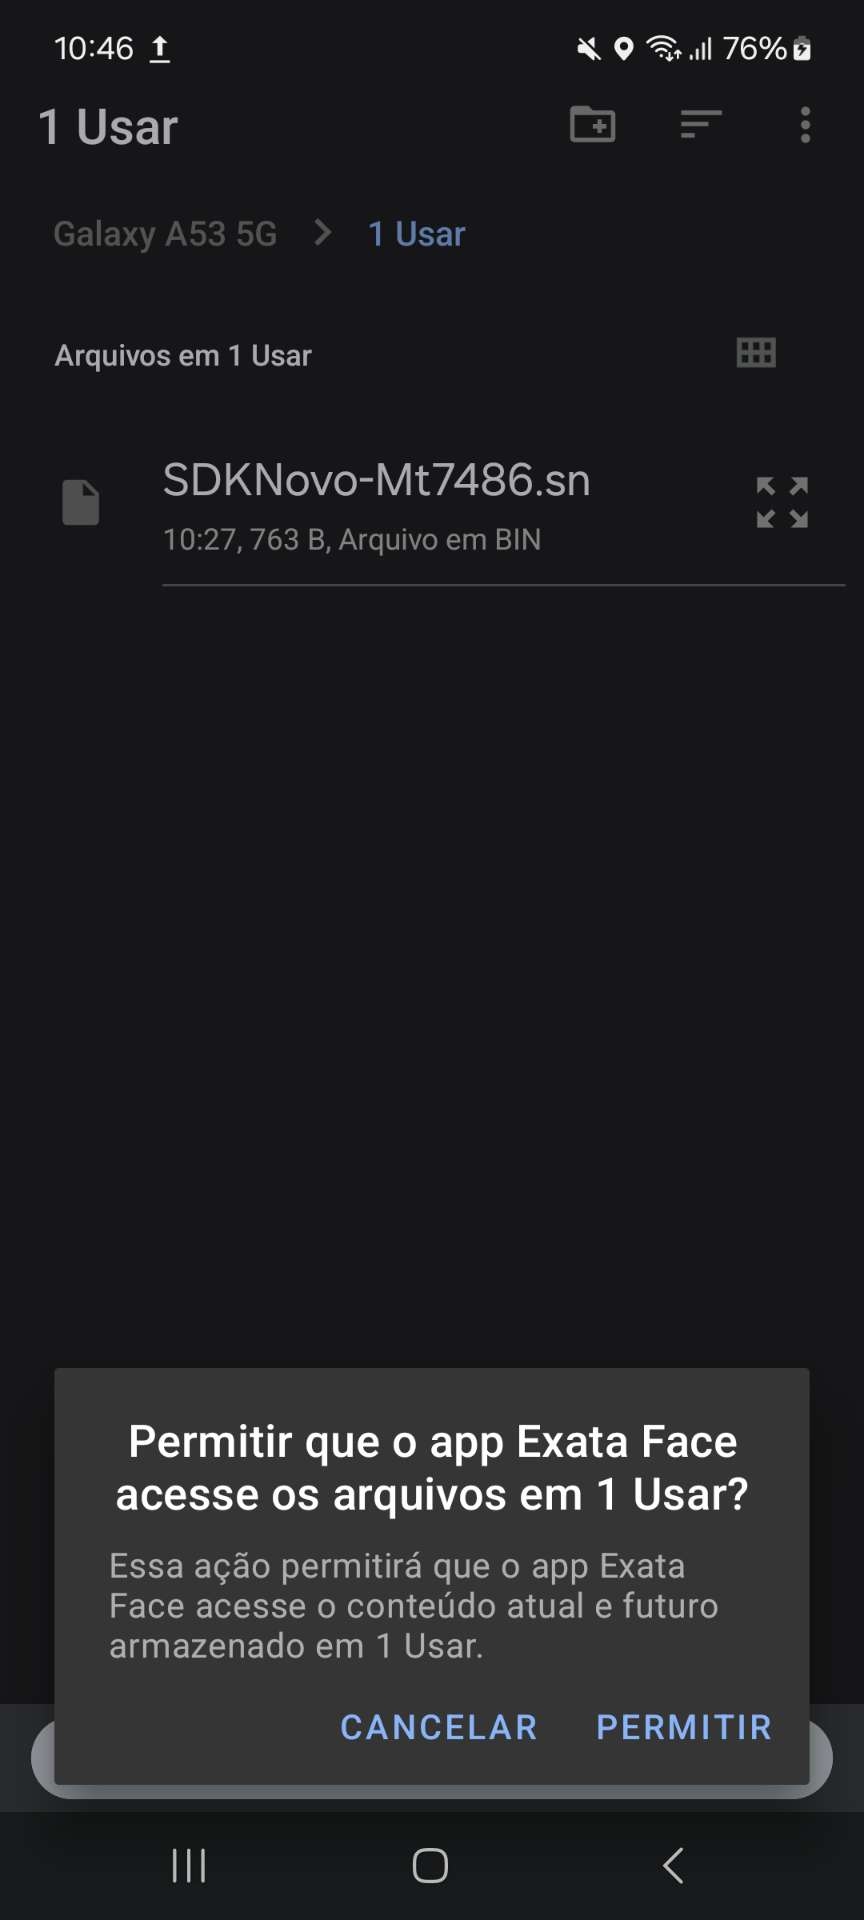 10:46
76%
1 Usar
Galaxy A53 5G > 1 Usar
Arquivos em 1 Usar
SDKNovo-Mt7486.sn
10:27, 763 B, Arquivo em BIN
Permitir que o app Exata Face
acesse os arquivos em 1 Usar?
Essa ação permitirá que o app Exata
Face acesse o conteúdo atual e futuro
armazenado em 1 Usar.
CANCELAR
PERMITIR